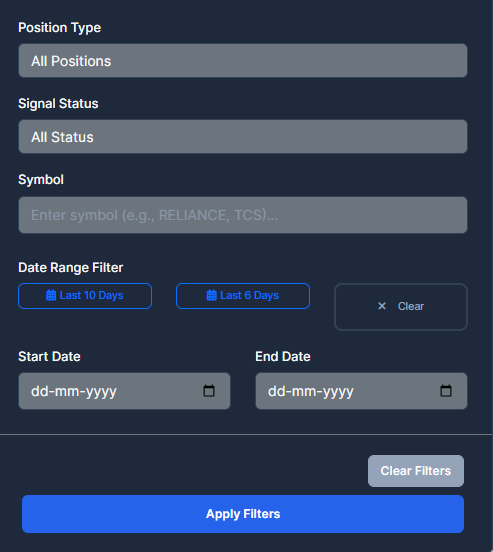 Position Type
All Positions
Signal Status
All Status
Symbol
Enter symbol (e.g., RELIANCE, TCS)...
Date Range Filter
Last 10 Days Last 6 Days × Clear
Start Date End Date
dd-mm-yyyy dd-mm-yyyy
Clear Filters
Apply Filters